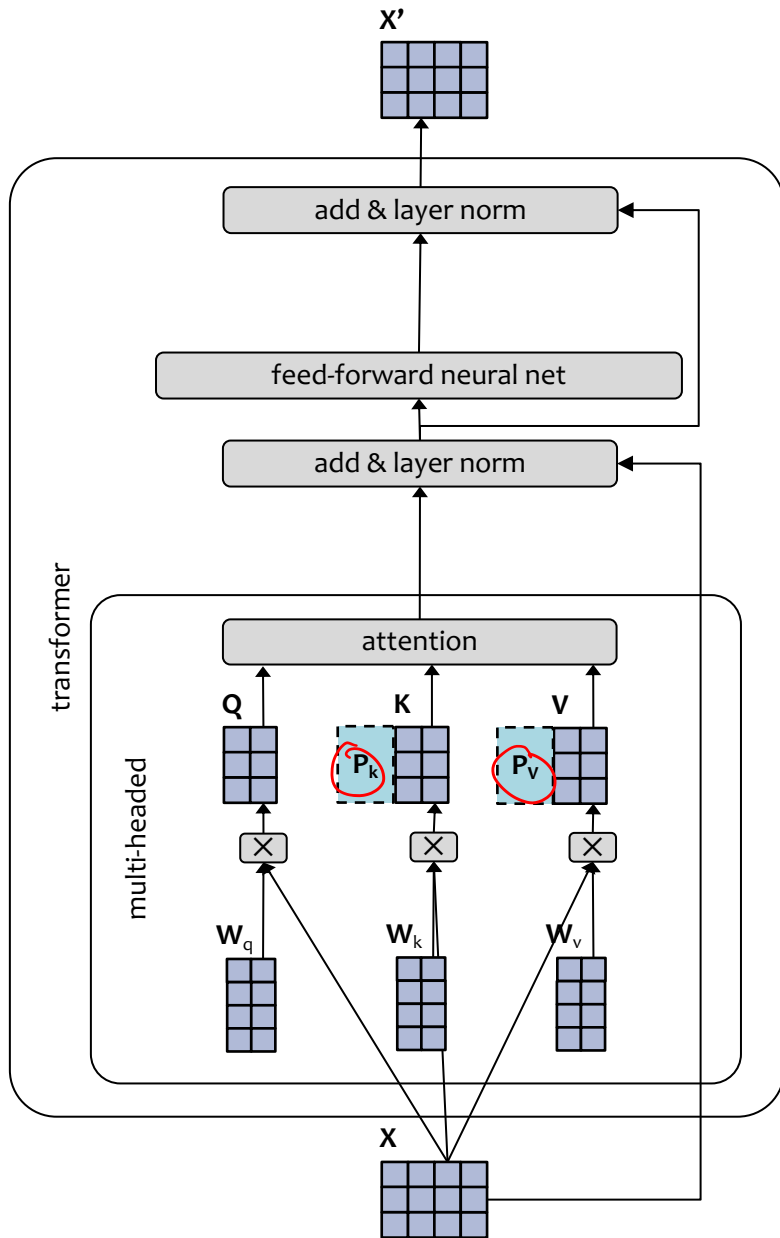 X’
add & layer norm
feed-forward neural net
add & layer norm
transformer
attention
Q K V
Pk Pv
multi-headed
× × ×
Wq Wk Wv
X